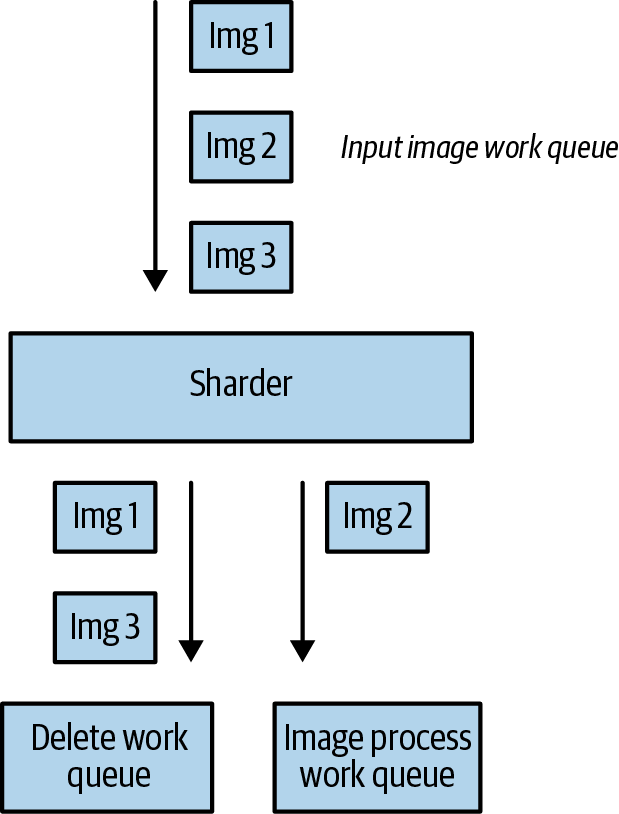 Img 1
Img 2
Input image work queue
Img 3
Sharder
Img 1
Img 2
Img 3
Delete work
queue
Image process
work queue